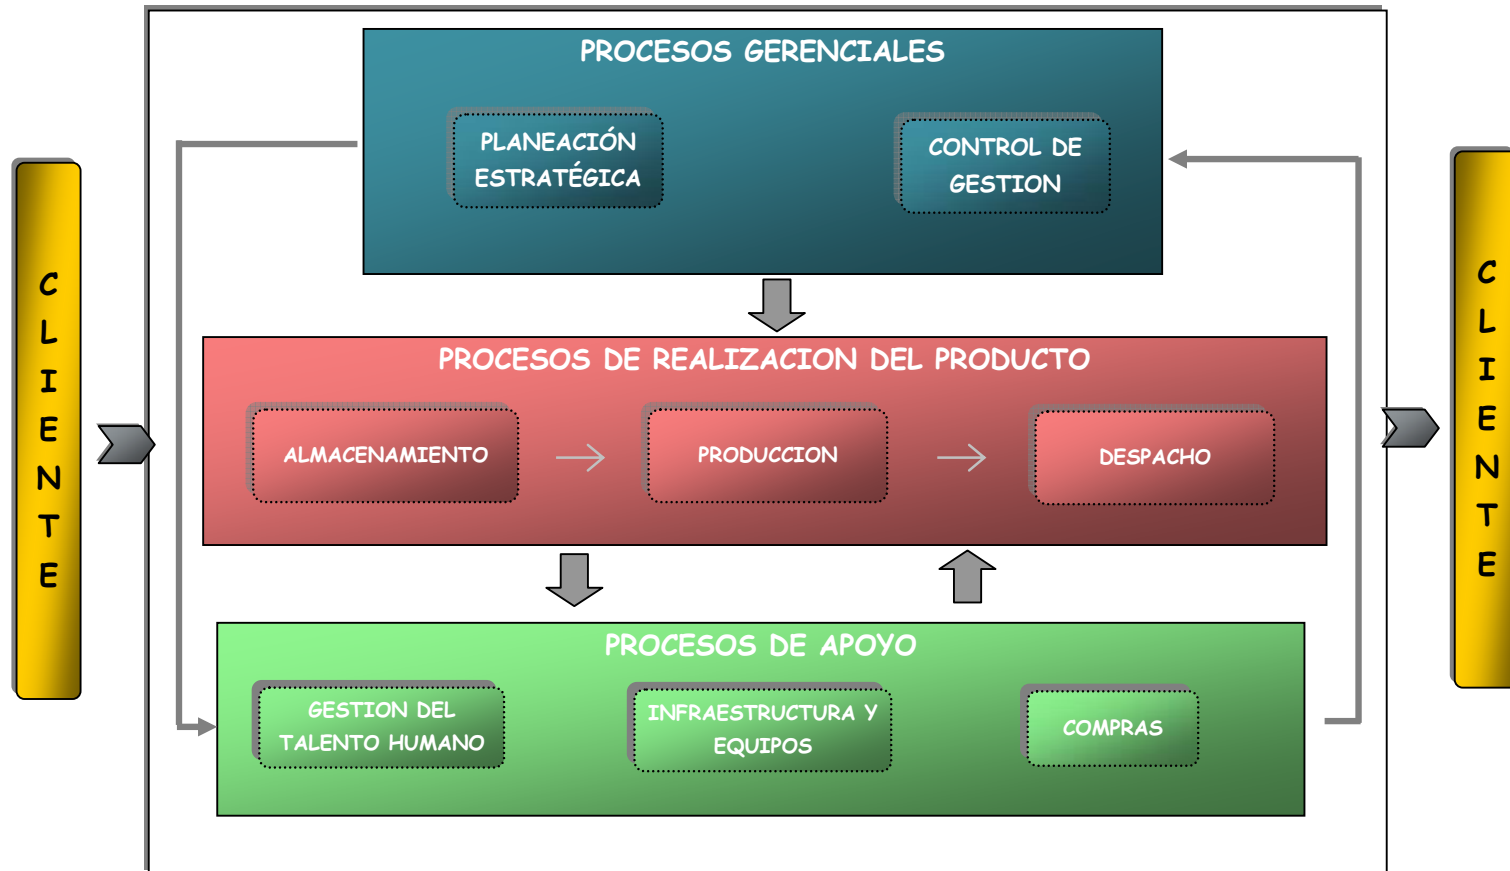 PROCESOS GERENCIALES
PLANEACIÓN
ESTRATÉGICA
CONTROL DE
GESTION
CLIENTE
PROCESOS DE REALIZACION DEL PRODUCTO
ALMACENAMIENTO
PRODUCCION
DESPACHO
CLIENTE
PROCESOS DE APOYO
GESTION DEL
TALENTO HUMANO
INFRAESTRUCTURA Y
EQUIPOS
COMPRAS